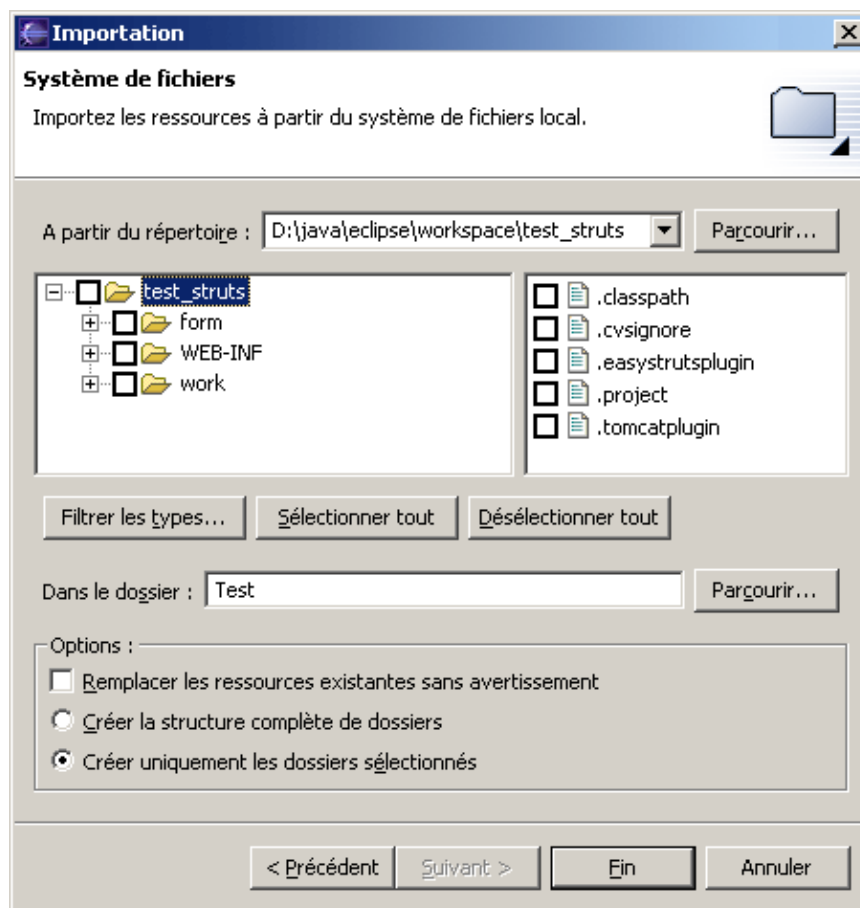 Importation
Système de fichiers
Importez les ressources à partir du système de fichiers local.
A partir du répertoire : D:\java\eclipse\workspace\test_struts Parcourir...
test_struts
form
WEB-INF
work
.classpath
.cvsignore
.easystrutsplugin
.project
.tomcatplugin
Filtrer les types... Sélectionner tout Désélectionner tout
Dans le dossier : Test Parcourir...
Options :
Remplacer les ressources existantes sans avertissement
Créer la structure complète de dossiers
Créer uniquement les dossiers sélectionnés
< Précédent Suivant > Fin Annuler